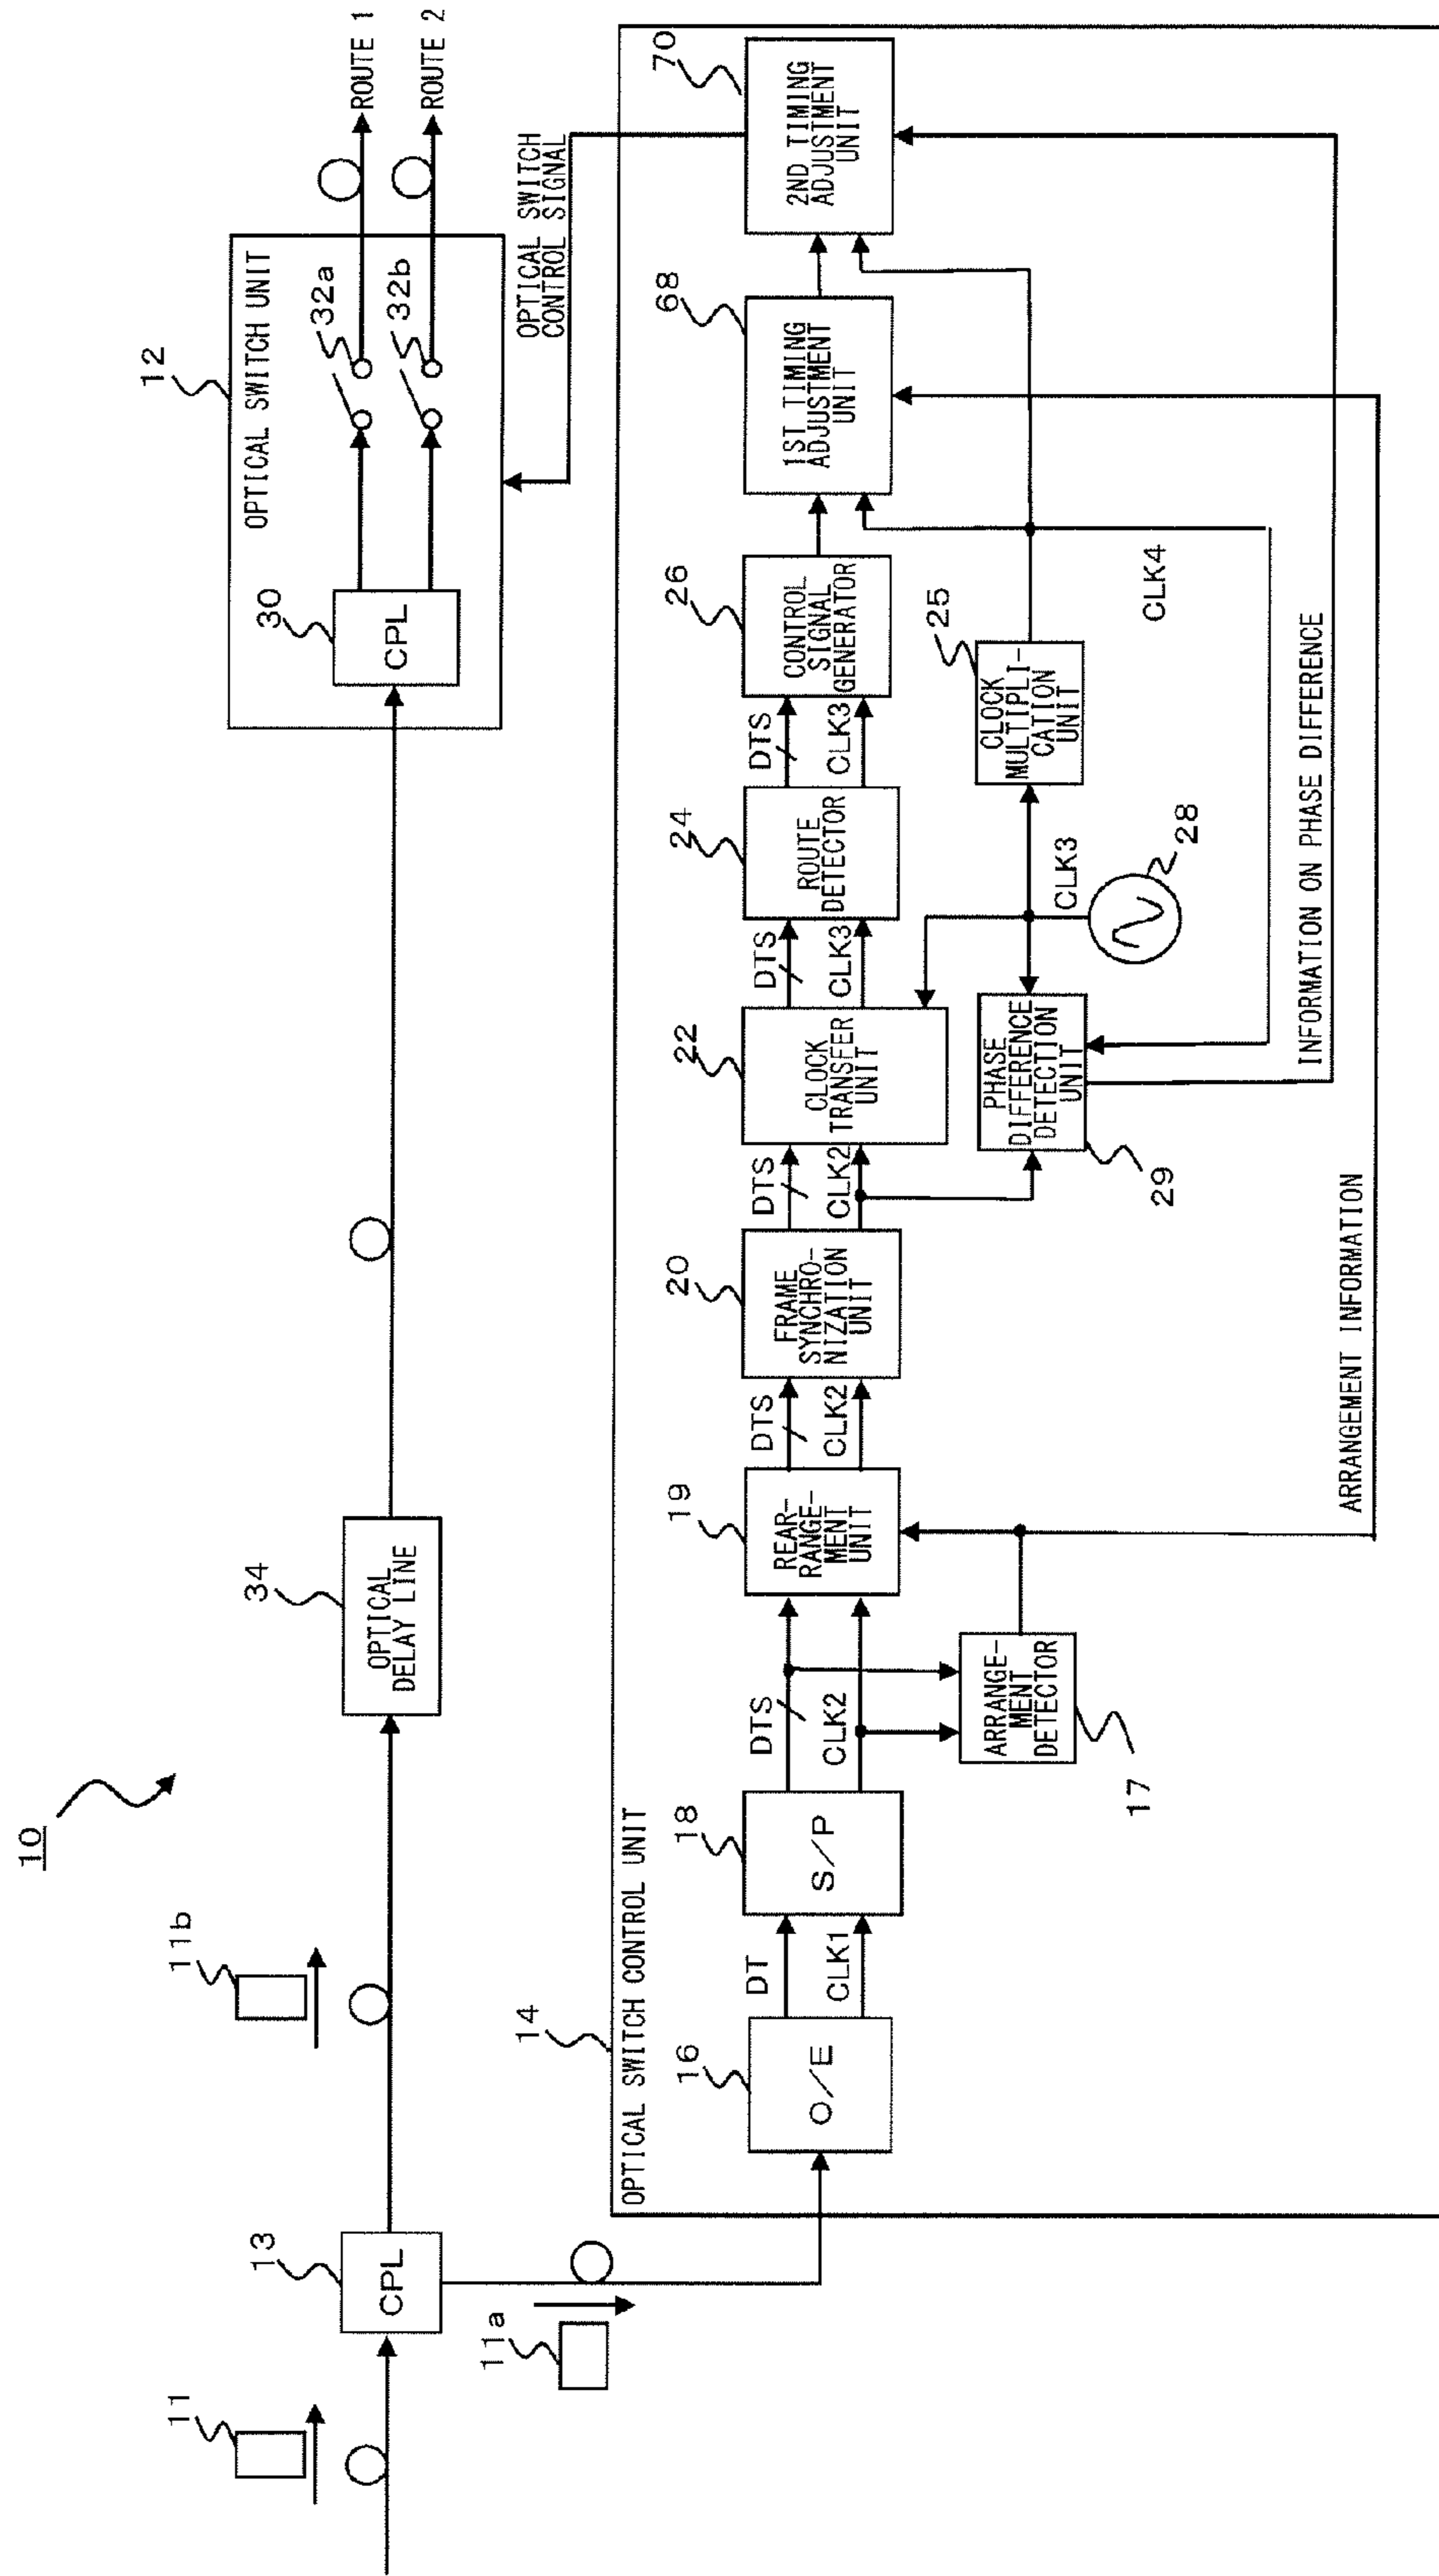 10
11
13
CPL
11b
11a
34
OPTICAL
DELAY LINE
12
OPTICAL SWITCH UNIT
30
CPL
32a
32b
ROUTE 1
ROUTE 2
OPTICAL SWITCH
CONTROL SIGNAL
14
OPTICAL SWITCH CONTROL UNIT
16
O/E
DT
CLK1
18
S/P
DTS
CLK2
17
ARRANGE-
MENT
DETECTOR
19
REAR-
RANGE-
MENT
UNIT
DTS
CLK2
20
FRAME
SYNCHRO-
NIZATION
UNIT
DTS
CLK2
22
CLOCK
TRANSFER
UNIT
DTS
CLK3
24
ROUTE
DETECTOR
DTS
CLK3
26
CONTROL
SIGNAL
GENERATOR
68
1ST TIMING
ADJUSTMENT
UNIT
70
2ND TIMING
ADJUSTMENT
UNIT
29
PHASE
DIFFERENCE
DETECTION
UNIT
CLK3
28
25
CLOCK
MULTIPLI-
CATION
UNIT
CLK4
INFORMATION ON PHASE DIFFERENCE
ARRANGEMENT INFORMATION